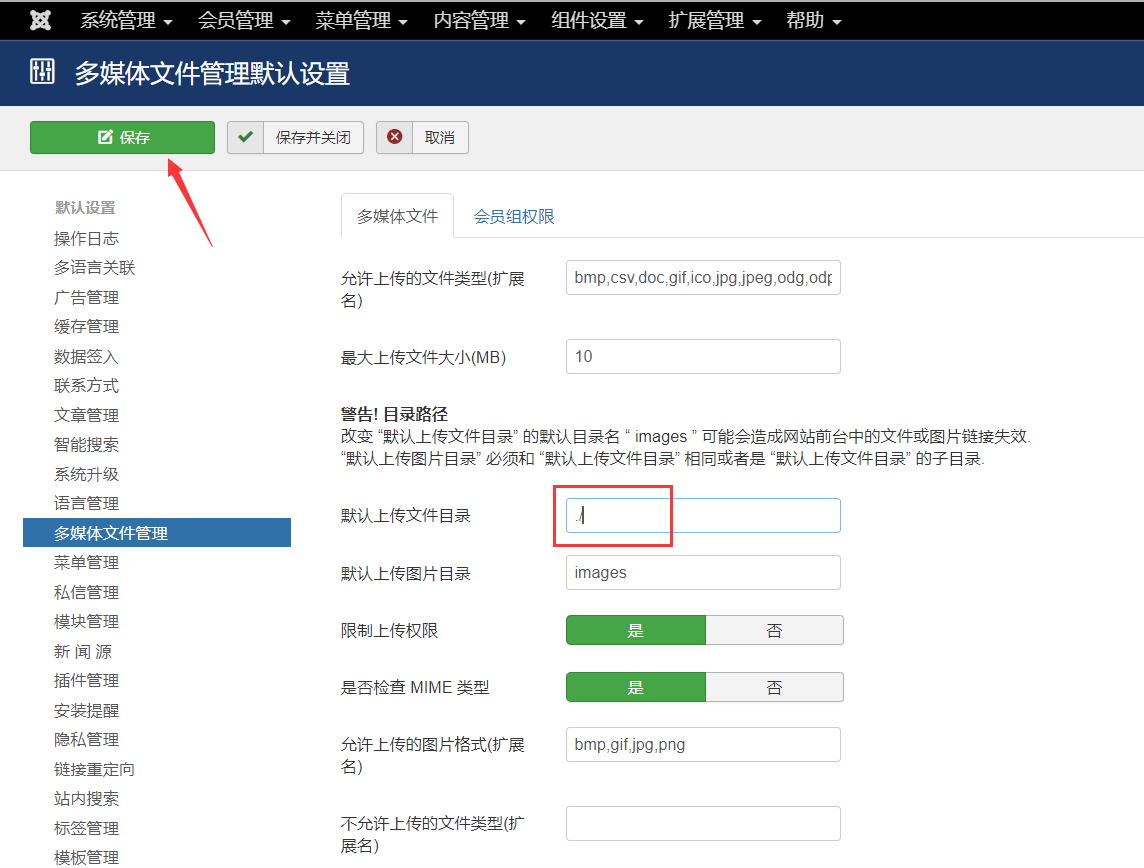 系统管理 会员管理 菜单管理 内容管理 组件设置 扩展管理 帮助
多媒体文件管理默认设置
保存 保存并关闭 取消
默认设置
操作日志
多语言关联
广告管理
缓存管理
数据签入
联系方式
文章管理
智能搜索
系统升级
语言管理
多媒体文件管理
菜单管理
私信管理
模块管理
新 闻 源
插件管理
安装提醒
隐私管理
链接重定向
站内搜索
标签管理
模板管理
多媒体文件 会员组权限
允许上传的文件类型(扩展
名)
bmp,csv,doc,gif,ico,jpg,jpeg,odg,odp
最大上传文件大小(MB) 10
警告! 目录路径
改变 “默认上传文件目录” 的默认目录名 “ images ” 可能会造成网站前台中的文件或图片链接失效.
“默认上传图片目录” 必须和 “默认上传文件目录” 相同或者是 “默认上传文件目录” 的子目录.
默认上传文件目录 ./
默认上传图片目录 images
限制上传权限 是 否
是否检查 MIME 类型 是 否
允许上传的图片格式(扩展
名)
bmp,gif,jpg,png
不允许上传的文件类型(扩
展名)